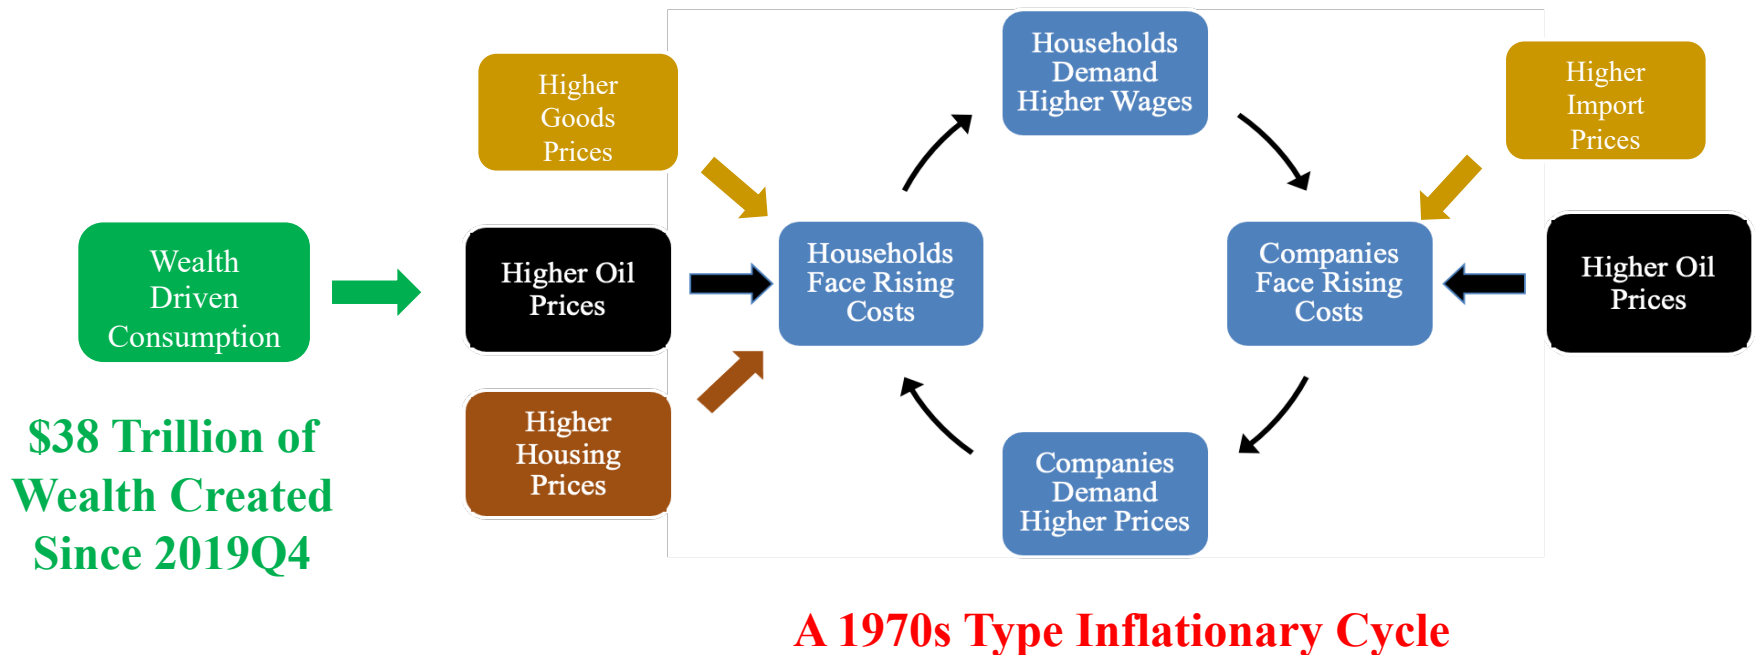 Wealth
Driven
Consumption
$38 Trillion of
Wealth Created
Since 2019Q4
Higher
Goods
Prices
Higher Oil
Prices
Higher
Housing
Prices
Households
Demand
Higher Wages
Households
Face Rising
Costs
Companies
Face Rising
Costs
Companies
Demand
Higher Prices
Higher
Import
Prices
Higher Oil
Prices
A 1970s Type Inflationary Cycle